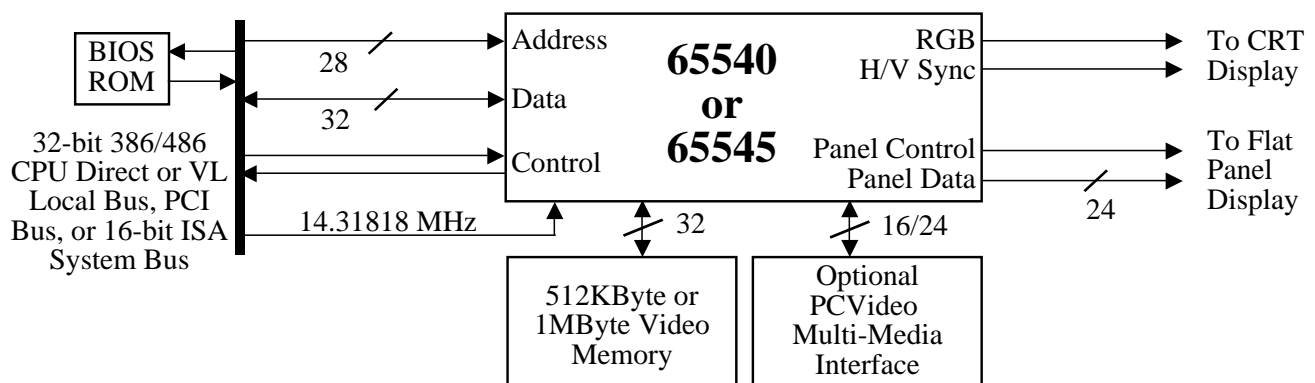 BIOS
ROM
28
32
32-bit 386/486
CPU Direct or VL
Local Bus, PCI
Bus, or 16-bit ISA
System Bus
14.31818 MHz
Address
Data
Control
65540
or
65545
RGB
H/V Sync
Panel Control
Panel Data
To CRT
Display
To Flat
Panel
Display
24
32
16/24
512KByte or
1MByte Video
Memory
Optional
PCVideo
Multi-Media
Interface